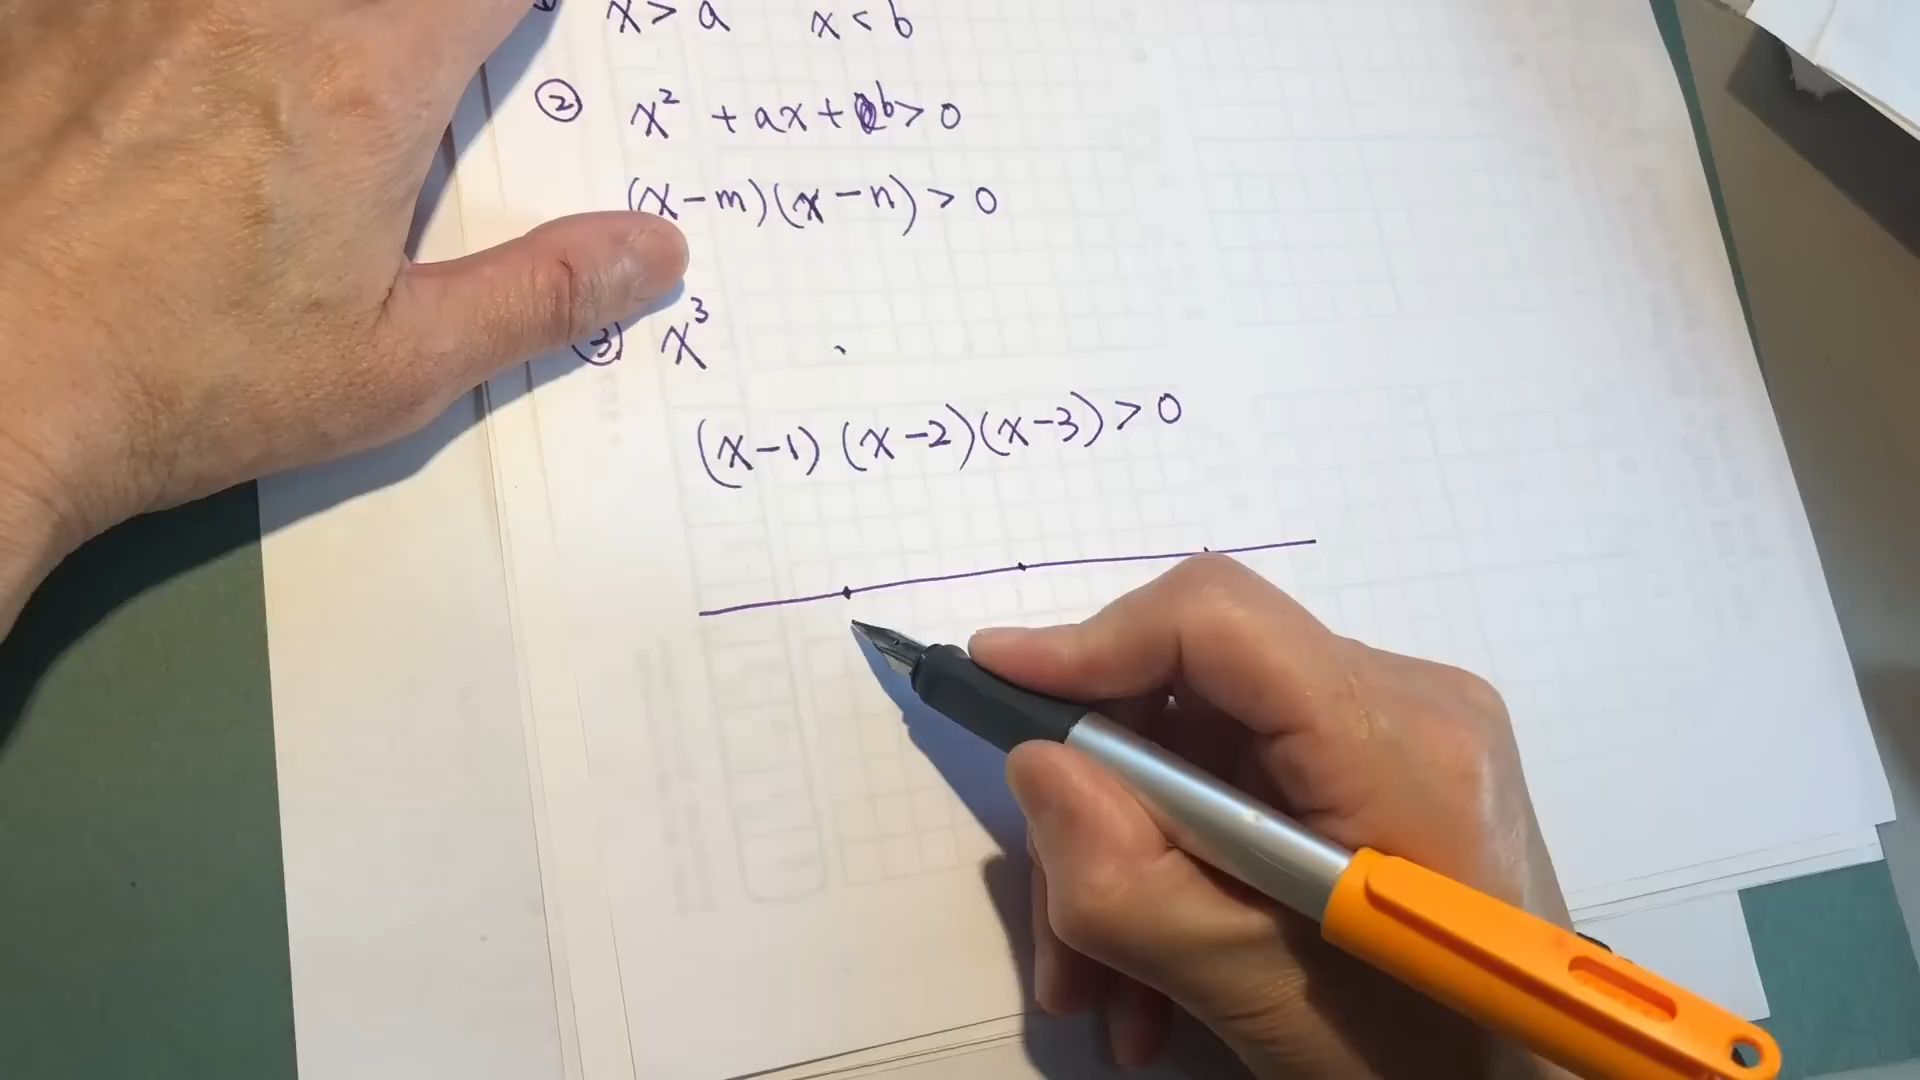 x > a x < b
② x² + ax + b > 0
(x-m)(x-n) > 0
③ x³
(x-1)(x-2)(x-3) > 0